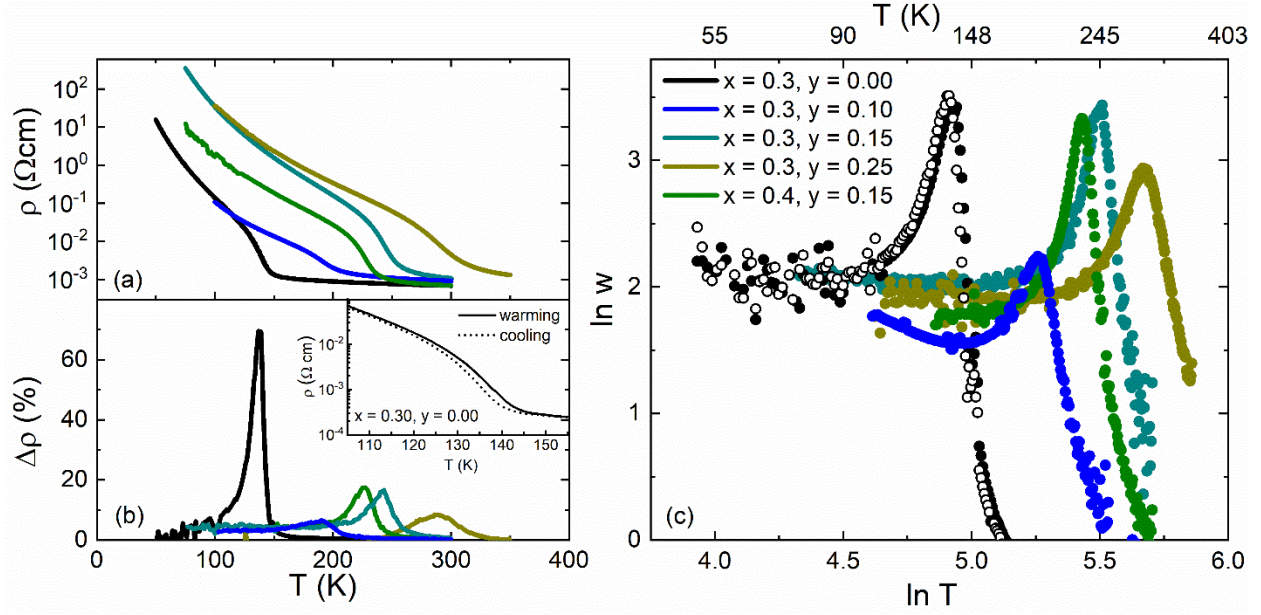 10²
10¹
10⁰
10⁻¹
10⁻²
10⁻³
ρ (Ωcm)
(a)
60
40
20
0
Δρ (%)
(b)
0
100
200
300
400
T (K)
warming
cooling
10⁻²
10⁻³
10⁻⁴
ρ (Ω cm)
x = 0.30, y = 0.00
110
120
130
140
150
T (K)
T (K)
55
90
148
245
403
x = 0.3, y = 0.00
x = 0.3, y = 0.10
x = 0.3, y = 0.15
x = 0.3, y = 0.25
x = 0.4, y = 0.15
3
2
1
0
ln w
(c)
4.0
4.5
5.0
5.5
6.0
ln T